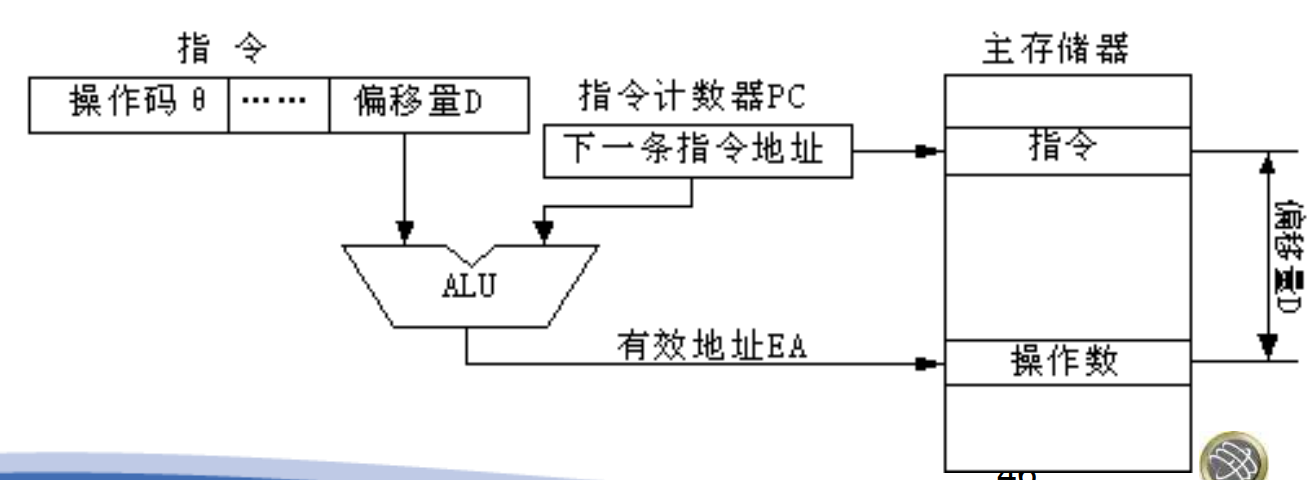 指 令
主存储器
操作码 θ
……
偏移量D
指令计数器PC
下一条指令地址
指令
偏移量D
ALU
有效地址EA
操作数